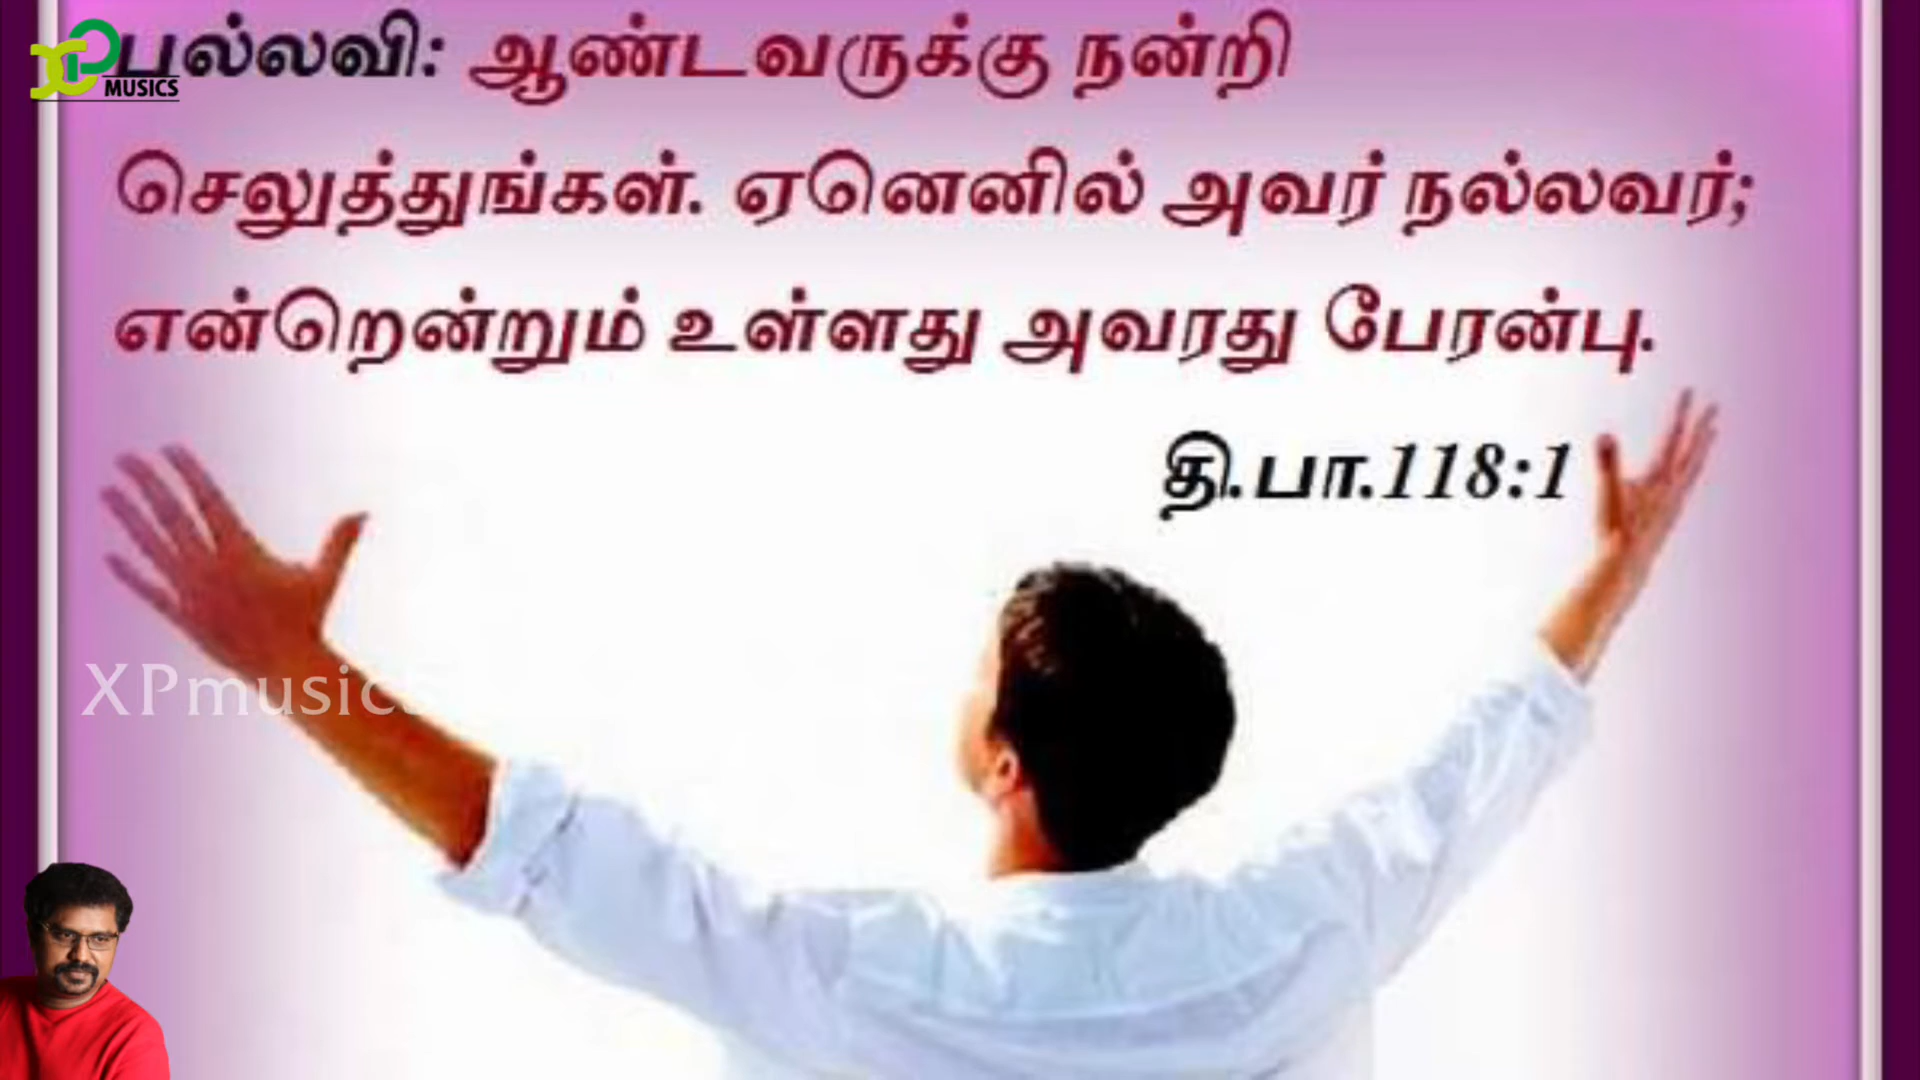 பல்லவி: ஆண்டவருக்கு நன்றி
செலுத்துங்கள். ஏனெனில் அவர் நல்லவர்;
என்றென்றும் உள்ளது அவரது பேரன்பு.
தி.பா.118:1
XP MUSICS
XPmusic